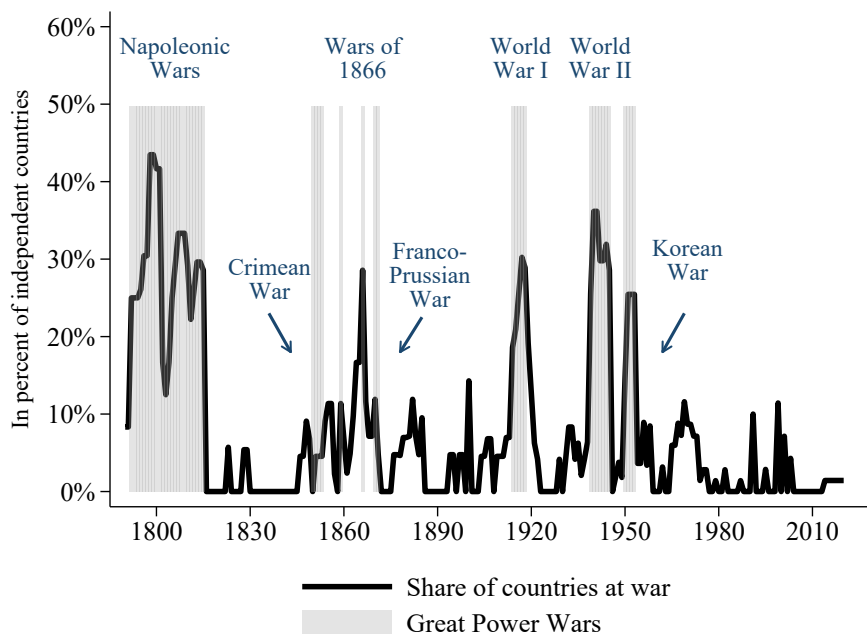 In percent of independent countries
60%
50%
40%
30%
20%
10%
0%
Napoleonic
Wars
Wars of
1866
World
War I
World
War II
Crimean
War
Franco-
Prussian
War
Korean
War
1800
1830
1860
1890
1920
1950
1980
2010
Share of countries at war
Great Power Wars